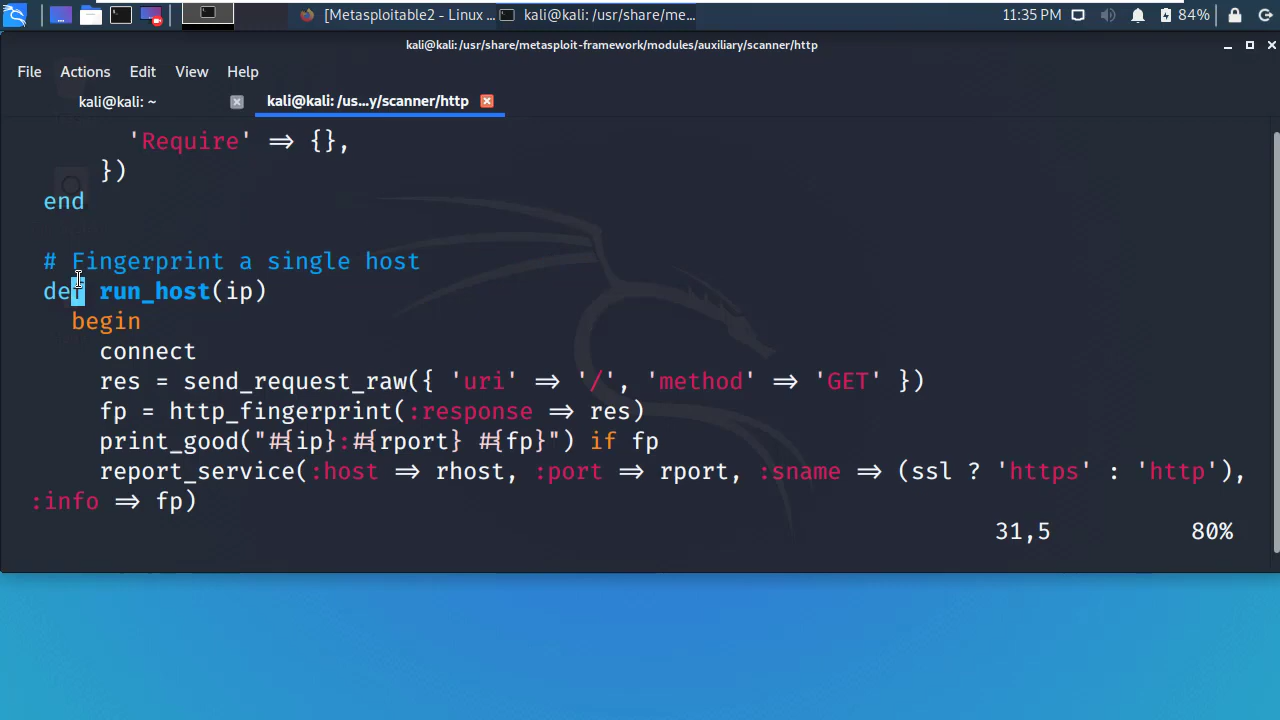 [Metasploitable2 - Linux ...
kali@kali: /usr/share/me...
11:35 PM
84%
kali@kali: /usr/share/metasploit-framework/modules/auxiliary/scanner/http
File Actions Edit View Help
kali@kali: ~
kali@kali: /us...y/scanner/http
'Require' => {},
})
end
# Fingerprint a single host
def run_host(ip)
begin
connect
res = send_request_raw({ 'uri' => '/', 'method' => 'GET' })
fp = http_fingerprint(:response => res)
print_good("#{ip}:#{rport} #{fp}") if fp
report_service(:host => rhost, :port => rport, :sname => (ssl ? 'https' : 'http'),
:info => fp)
31,5 80%